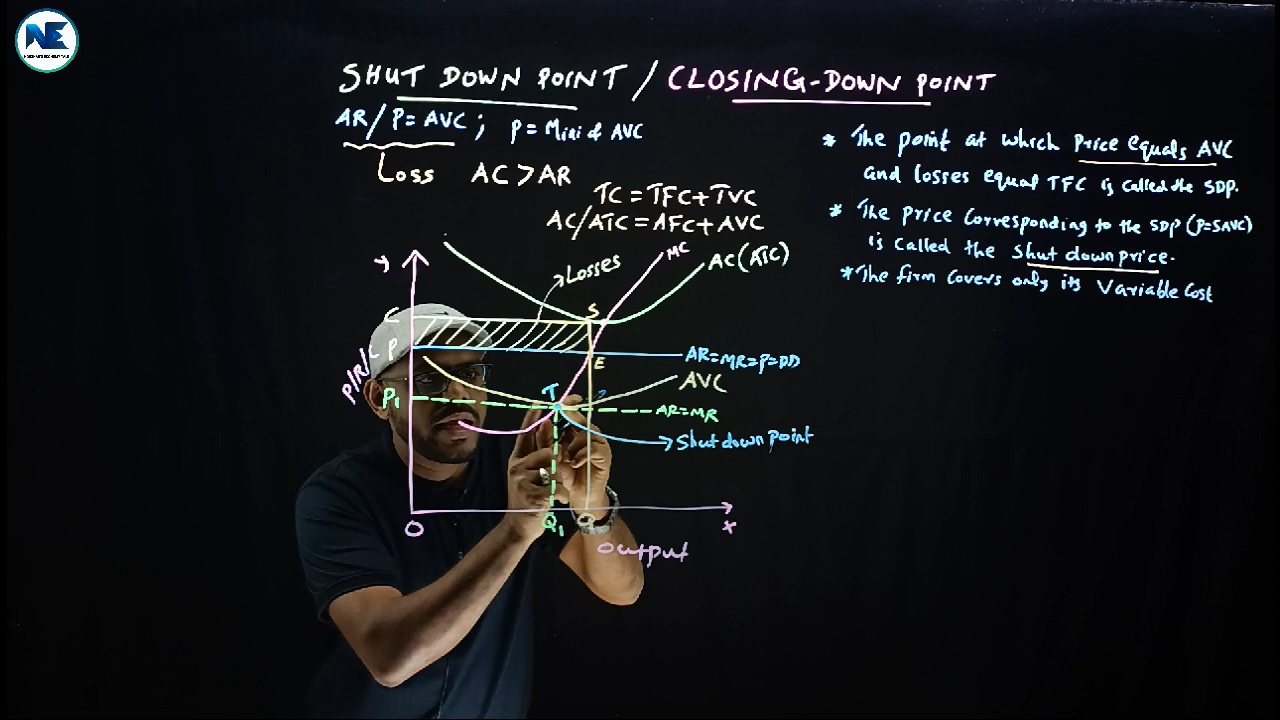 NE
SHUT DOWN POINT / CLOSING-DOWN POINT
AR/P=AVC ; P=Mini of AVC
Loss AC > AR
TC = TFC+TVC
AC/ATC = AFC+AVC
* The point at which Price equals AVC
and losses equal TFC is called the SDP.
* The price corresponding to the SDP (P=SAVC)
is called the Shut down price.
* The firm covers only its Variable Cost
Y
Losses
MC
AC(ATC)
C
S
P
E
AR=MR=P=DD
P/R/C
AVC
T
P1
AR=MR
Shut down point
O
Q1
Q
X
output